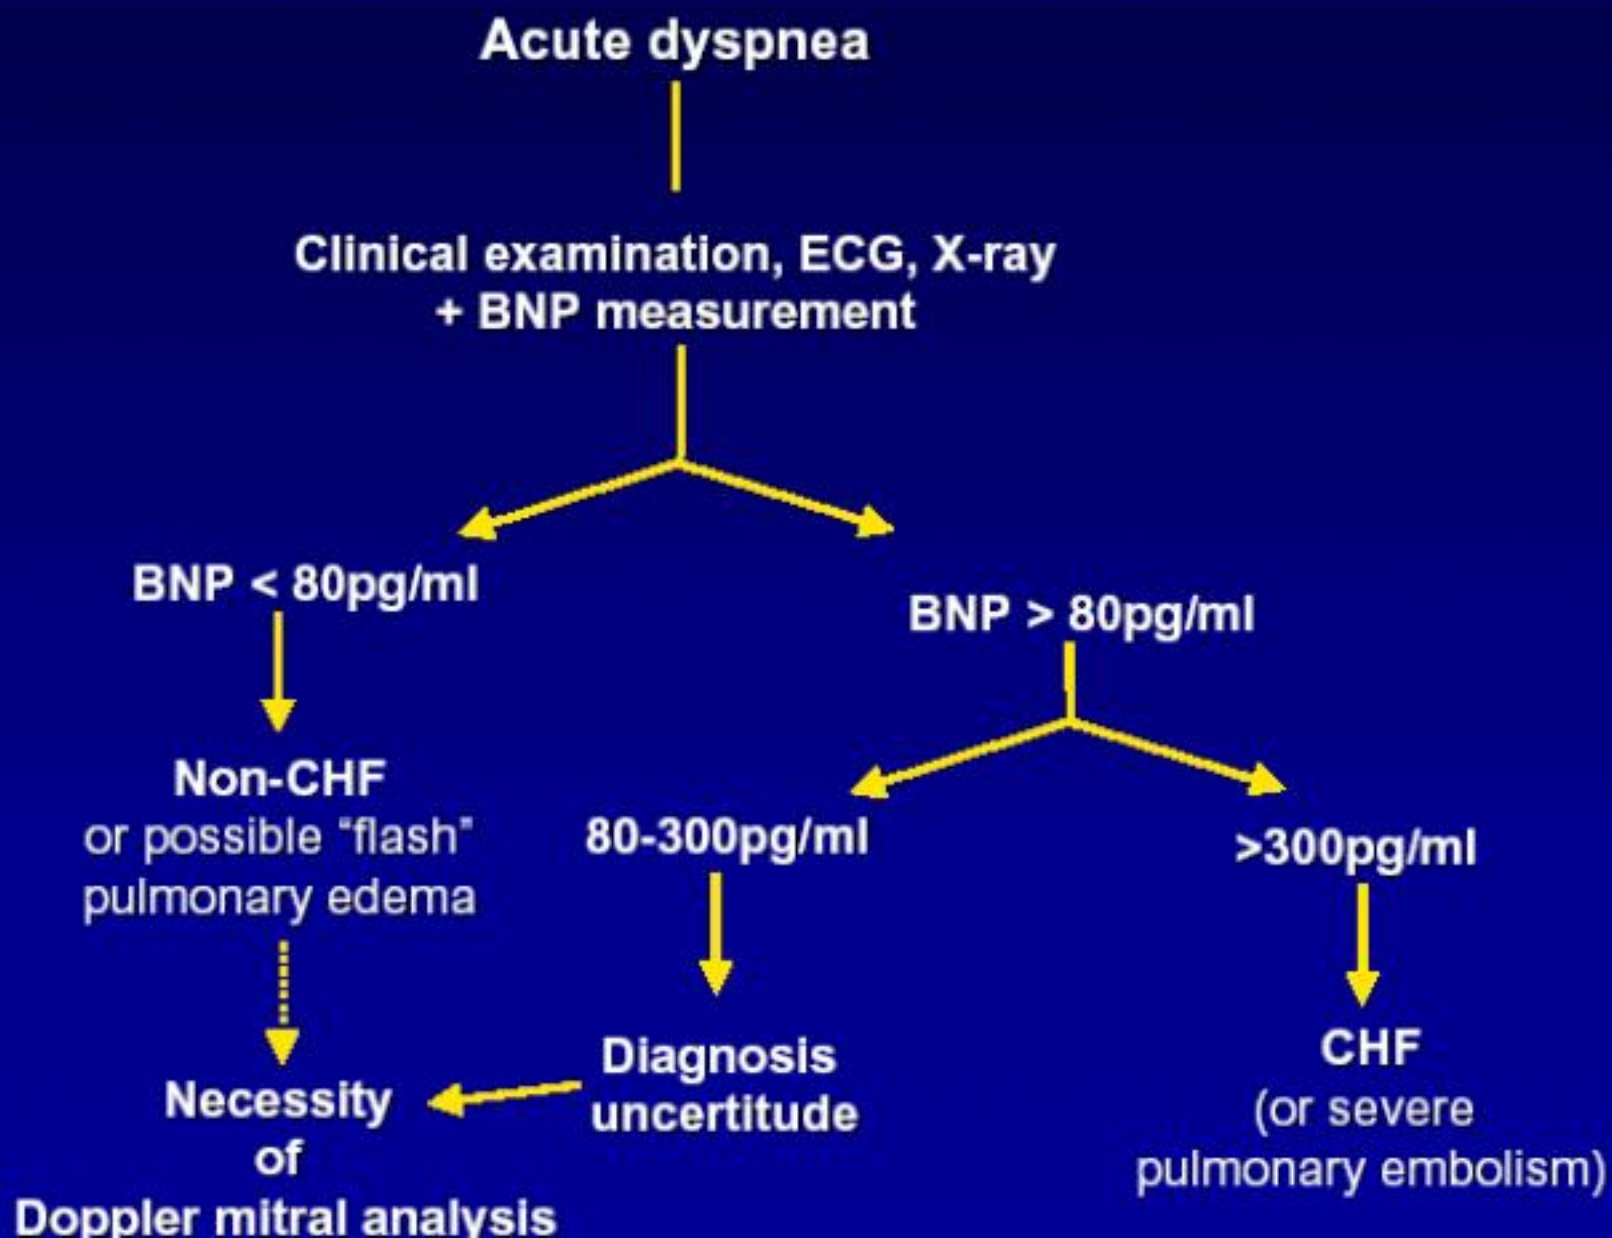 Acute dyspnea
Clinical examination, ECG, X-ray
+ BNP measurement
BNP < 80pg/ml
BNP > 80pg/ml
Non-CHF
or possible “flash”
pulmonary edema
80-300pg/ml
>300pg/ml
Diagnosis
uncertitude
CHF
(or severe
pulmonary embolism)
Necessity
of
Doppler mitral analysis